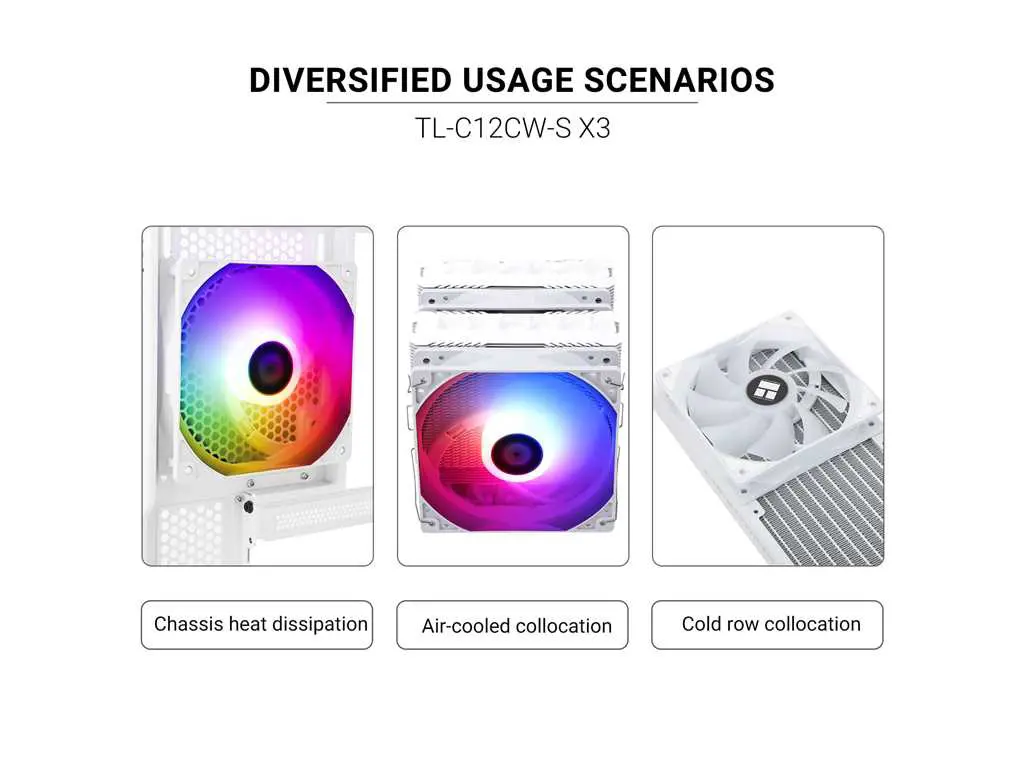 DIVERSIFIED USAGE SCENARIOS
TL-C12CW-S X3
Chassis heat dissipation
Air-cooled collocation
Cold row collocation